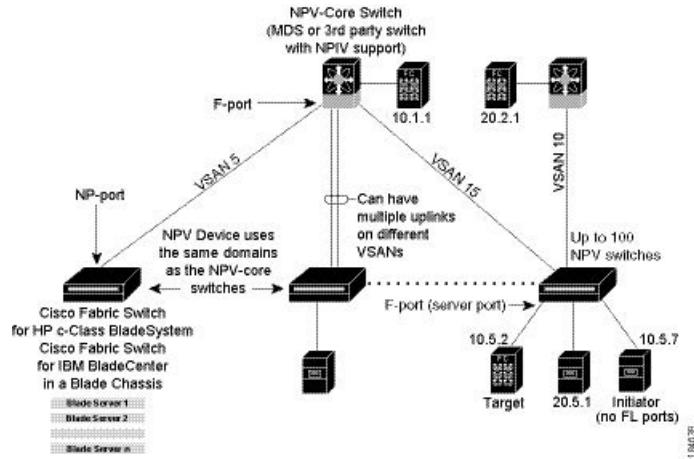 NPV-Core Switch
(MDS or 3rd party switch
with NPIV support)
F-port
FC
10.1.1
FC
20.2.1
VSAN 5
VSAN 15
VSAN 10
NP-port
Can have
multiple uplinks
on different
VSANs
NPV Device uses
the same domains
as the NPV-core
switches
Up to 100
NPV switches
F-port (server port)
Cisco Fabric Switch
for HP c-Class BladeSystem
Cisco Fabric Switch
for IBM BladeCenter
in a Blade Chassis
Blade Server 1
Blade Server 2
Blade Server n
10.5.2
10.5.7
FC
Target
20.5.1
Initiator
(no FL ports)